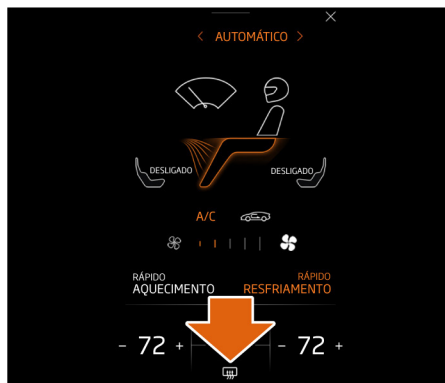 < AUTOMÁTICO >
DESLIGADO DESLIGADO
A/C
RÁPIDO
AQUECIMENTO
RÁPIDO
RESFRIAMENTO
- 72 + - 72 +